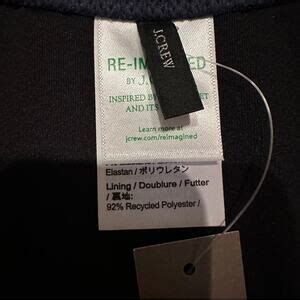 J.CREW
RE-IM
ED
BY J.
INSPIRED B
ET
AND ITS
Learn more at
jcrew.com/reimagined
Elastan / ポリウレタン
Lining / Doublure / Futter
/ 裏地:
92% Recycled Polyester /